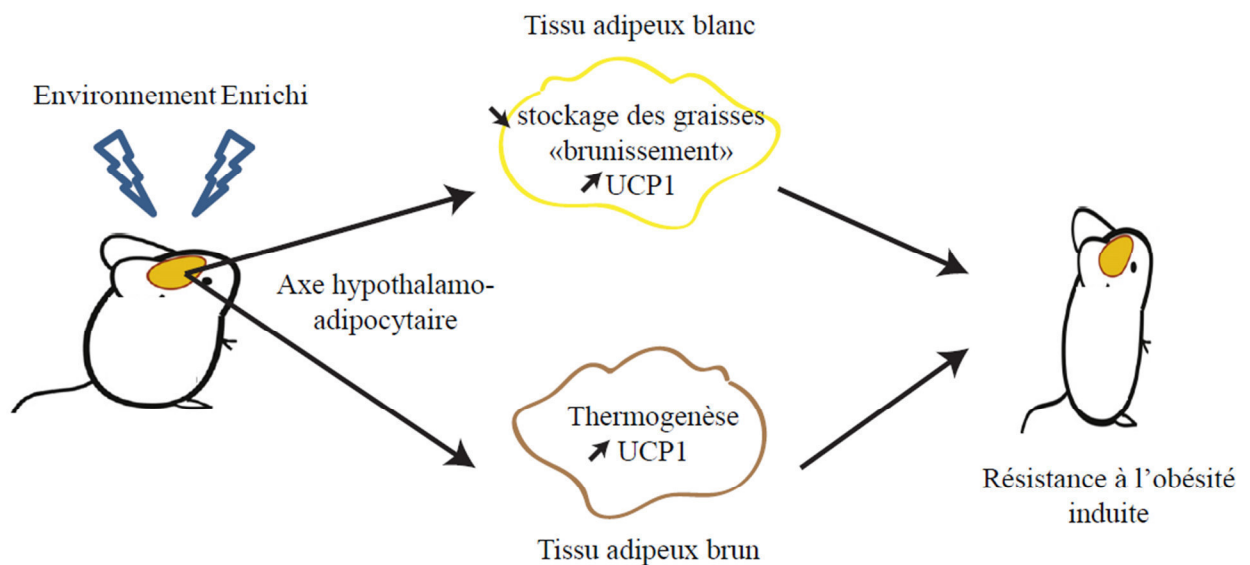 Tissu adipeux blanc
Environnement Enrichi
stockage des graisses
«brunissement»
UCP1
Axe hypothalamo-
adipocytaire
Thermogenèse
UCP1
Résistance à l’obésité
induite
Tissu adipeux brun